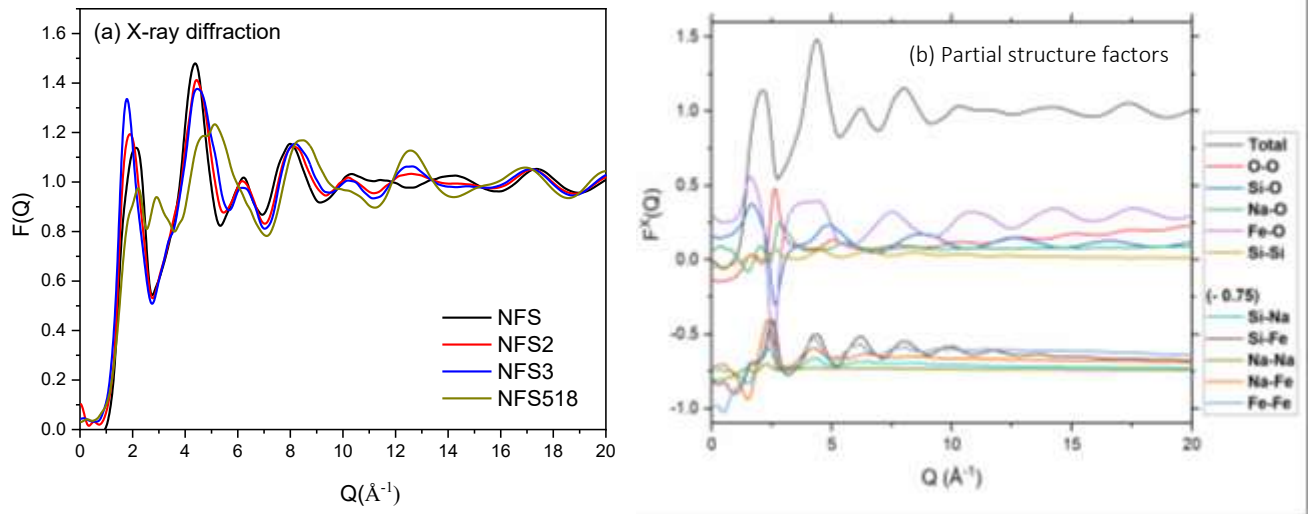 (a) X-ray diffraction
F(Q)
1.6
1.4
1.2
1.0
0.8
0.6
0.4
0.2
0.0
NFS
NFS2
NFS3
NFS518
0 2 4 6 8 10 12 14 16 18 20
Q(Å⁻¹)
(b) Partial structure factors
Fˣ(Q)
1.5
1.0
0.5
0.0
-0.5
-1.0
0 5 10 15 20
Q (Å⁻¹)
Total
O-O
Si-O
Na-O
Fe-O
Si-Si
(- 0.75)
Si-Na
Si-Fe
Na-Na
Na-Fe
Fe-Fe